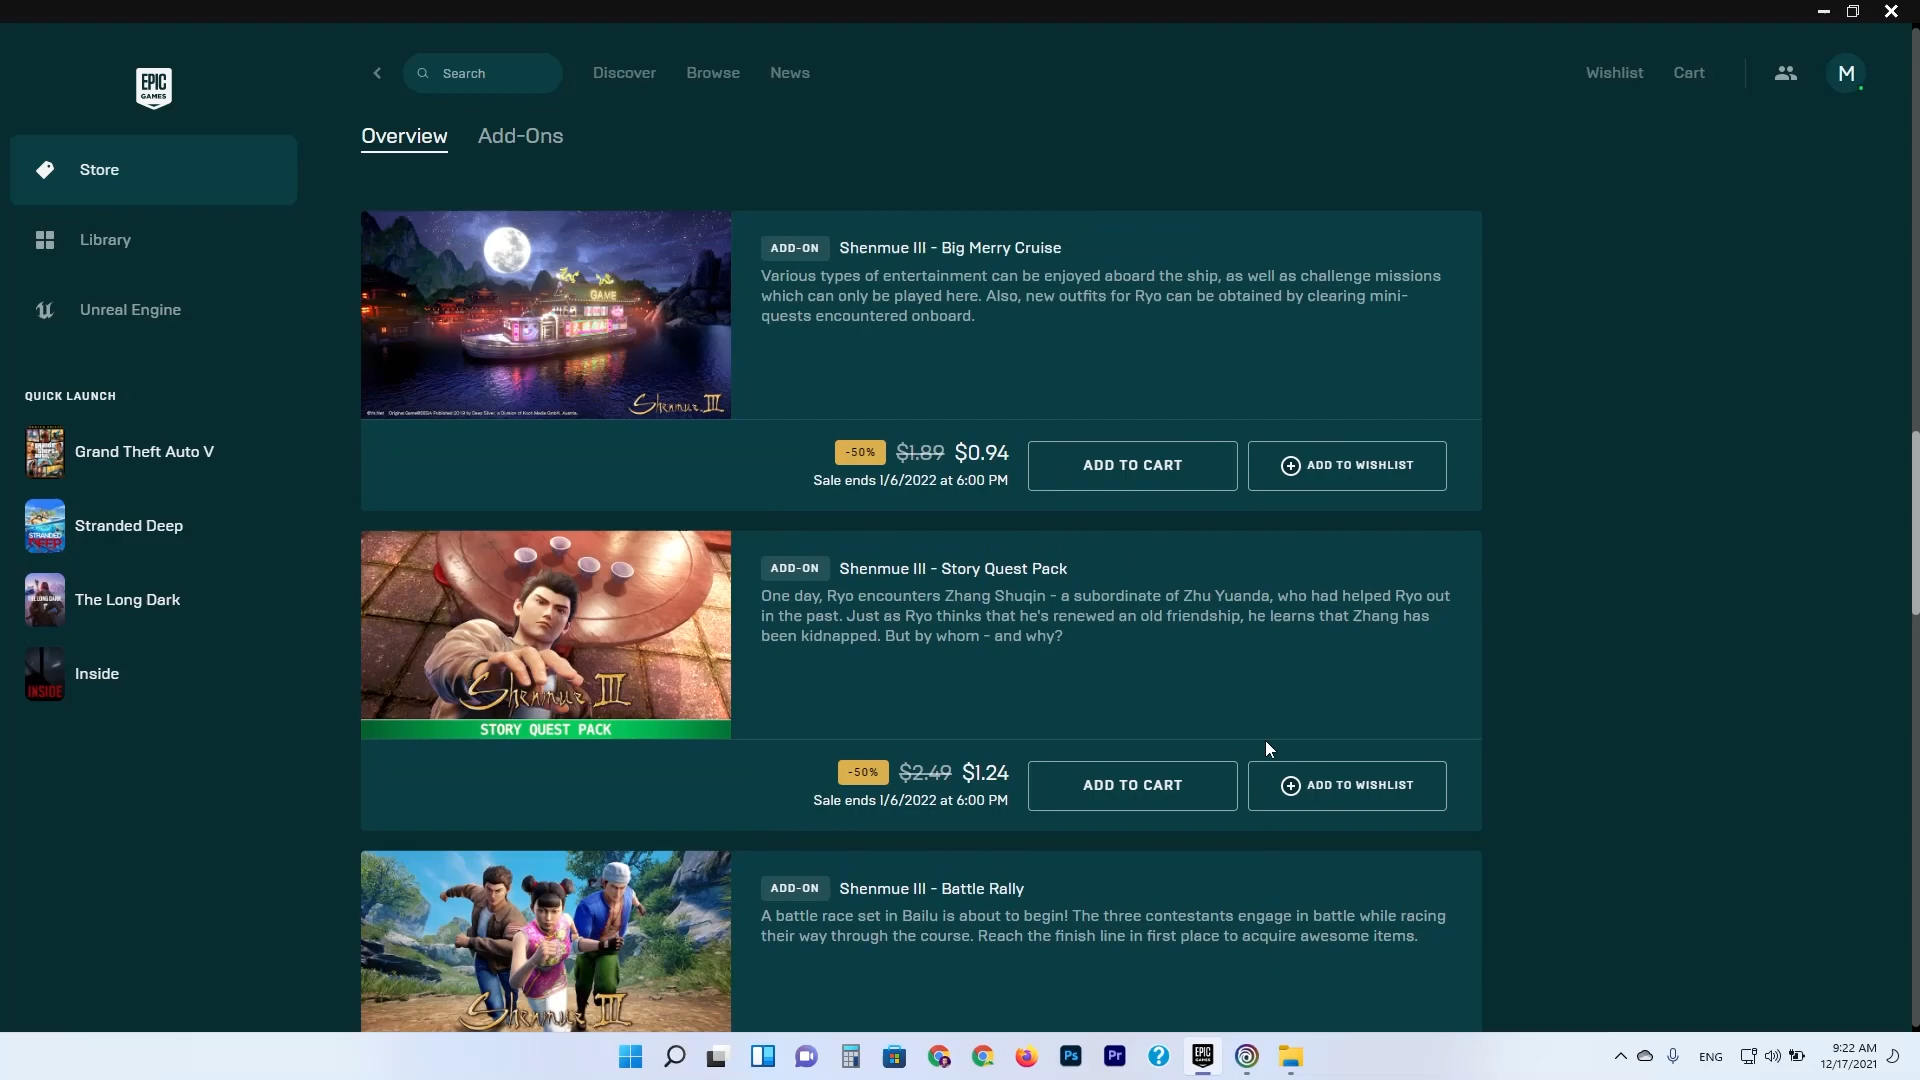 EPIC
GAMES
Search
Discover
Browse
News
Wishlist
Cart
M
Overview
Add-Ons
Store
Library
Unreal Engine
QUICK LAUNCH
Grand Theft Auto V
Stranded Deep
The Long Dark
Inside
GAME
Shenmue III
ADD-ON Shenmue III - Big Merry Cruise
Various types of entertainment can be enjoyed aboard the ship, as well as challenge missions
which can only be played here. Also, new outfits for Ryo can be obtained by clearing mini-
quests encountered onboard.
-50% $1.89 $0.94
Sale ends 1/6/2022 at 6:00 PM
ADD TO CART
ADD TO WISHLIST
Shenmue III
STORY QUEST PACK
ADD-ON Shenmue III - Story Quest Pack
One day, Ryo encounters Zhang Shuqin - a subordinate of Zhu Yuanda, who had helped Ryo out
in the past. Just as Ryo thinks that he's renewed an old friendship, he learns that Zhang has
been kidnapped. But by whom - and why?
-50% $2.49 $1.24
Sale ends 1/6/2022 at 6:00 PM
ADD TO CART
ADD TO WISHLIST
Shenmue III
ADD-ON Shenmue III - Battle Rally
A battle race set in Bailu is about to begin! The three contestants engage in battle while racing
their way through the course. Reach the finish line in first place to acquire awesome items.
Ps
Pr
EPIC
GAMES
ENG
9:22 AM
12/17/2021